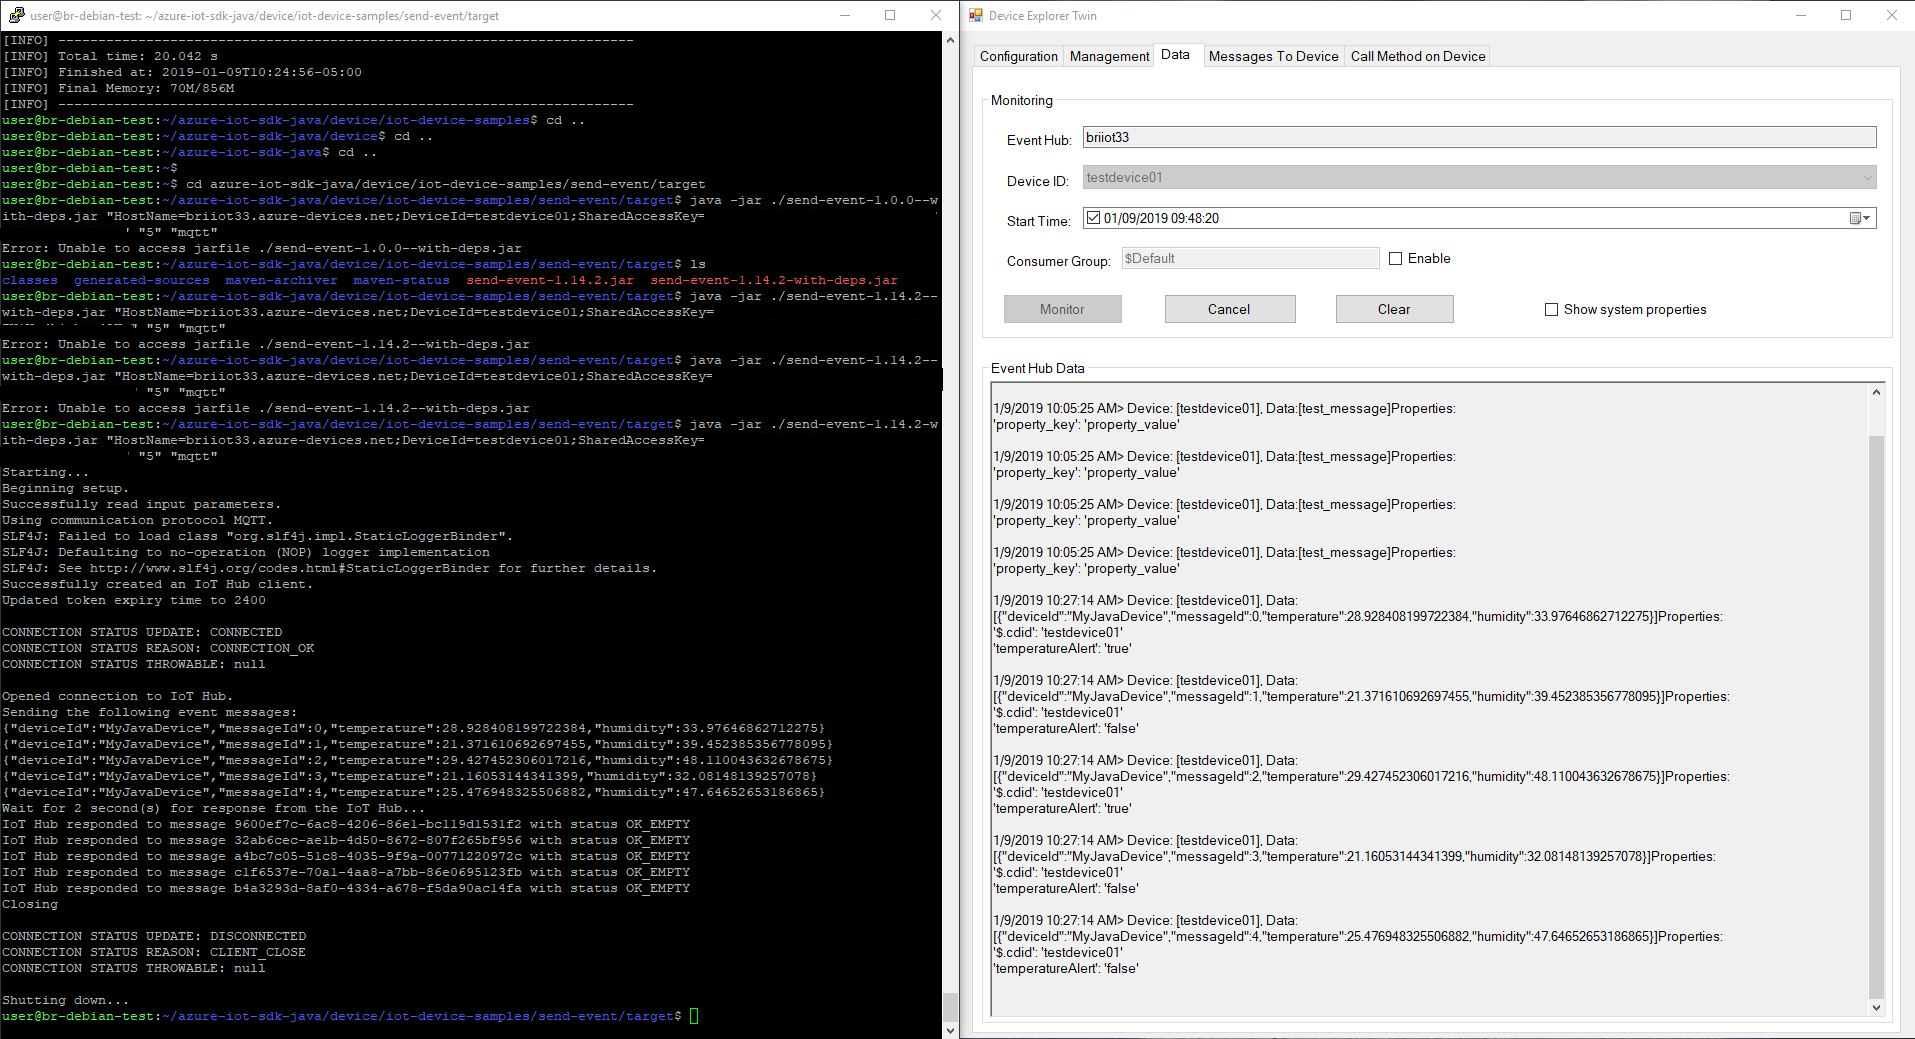 user@br-debian-test: ~/azure-iot-sdk-java/device/iot-device-samples/send-event/target
[INFO] ------------------------------------------------------------------------
[INFO] Total time: 20.042 s
[INFO] Finished at: 2019-01-09T10:24:56-05:00
[INFO] Final Memory: 70M/856M
[INFO] ------------------------------------------------------------------------
user@br-debian-test:~/azure-iot-sdk-java/device/iot-device-samples$ cd ..
user@br-debian-test:~/azure-iot-sdk-java/device$ cd ..
user@br-debian-test:~/azure-iot-sdk-java$ cd ..
user@br-debian-test:~$
user@br-debian-test:~$ cd azure-iot-sdk-java/device/iot-device-samples/send-event/target
user@br-debian-test:~/azure-iot-sdk-java/device/iot-device-samples/send-event/target$ java -jar ./send-event-1.0.0--w
ith-deps.jar "HostName=briiot33.azure-devices.net;DeviceId=testdevice01;SharedAccessKey=
" "5" "mqtt"
Error: Unable to access jarfile ./send-event-1.0.0--with-deps.jar
user@br-debian-test:~/azure-iot-sdk-java/device/iot-device-samples/send-event/target$ ls
classes  generated-sources  maven-archiver  maven-status  send-event-1.14.2.jar  send-event-1.14.2-with-deps.jar
user@br-debian-test:~/azure-iot-sdk-java/device/iot-device-samples/send-event/target$ java -jar ./send-event-1.14.2--
with-deps.jar "HostName=briiot33.azure-devices.net;DeviceId=testdevice01;SharedAccessKey=
" "5" "mqtt"
Error: Unable to access jarfile ./send-event-1.14.2--with-deps.jar
user@br-debian-test:~/azure-iot-sdk-java/device/iot-device-samples/send-event/target$ java -jar ./send-event-1.14.2--
with-deps.jar "HostName=briiot33.azure-devices.net;DeviceId=testdevice01;SharedAccessKey=
" "5" "mqtt"
Error: Unable to access jarfile ./send-event-1.14.2--with-deps.jar
user@br-debian-test:~/azure-iot-sdk-java/device/iot-device-samples/send-event/target$ java -jar ./send-event-1.14.2-w
ith-deps.jar "HostName=briiot33.azure-devices.net;DeviceId=testdevice01;SharedAccessKey=
" "5" "mqtt"
Starting...
Beginning setup.
Successfully read input parameters.
Using communication protocol MQTT.
SLF4J: Failed to load class "org.slf4j.impl.StaticLoggerBinder".
SLF4J: Defaulting to no-operation (NOP) logger implementation
SLF4J: See http://www.slf4j.org/codes.html#StaticLoggerBinder for further details.
Successfully created an IoT Hub client.
Updated token expiry time to 2400
CONNECTION STATUS UPDATE: CONNECTED
CONNECTION STATUS REASON: CONNECTION_OK
CONNECTION STATUS THROWABLE: null
Opened connection to IoT Hub.
Sending the following event messages:
{"deviceId":"MyJavaDevice","messageId":0,"temperature":28.928408199722384,"humidity":33.97646862712275}
{"deviceId":"MyJavaDevice","messageId":1,"temperature":21.371610692697455,"humidity":39.452385356778095}
{"deviceId":"MyJavaDevice","messageId":2,"temperature":29.427452306017216,"humidity":48.110043632678675}
{"deviceId":"MyJavaDevice","messageId":3,"temperature":21.16053144341399,"humidity":32.08148139257078}
{"deviceId":"MyJavaDevice","messageId":4,"temperature":25.476948325506882,"humidity":47.64652653186865}
Wait for 2 second(s) for response from the IoT Hub...
IoT Hub responded to message 9600ef7c-6ac8-4206-86e1-bc119d1531f2 with status OK_EMPTY
IoT Hub responded to message 32ab6cec-ae1b-4d50-8672-807f265bf956 with status OK_EMPTY
IoT Hub responded to message a4bc7c05-51c8-4035-9f9a-00771220972c with status OK_EMPTY
IoT Hub responded to message c1f6537e-70a1-4aa8-a7bb-86e0695123fb with status OK_EMPTY
IoT Hub responded to message b4a3293d-8af0-4334-a678-f5da90ac14fa with status OK_EMPTY
Closing
CONNECTION STATUS UPDATE: DISCONNECTED
CONNECTION STATUS REASON: CLIENT_CLOSE
CONNECTION STATUS THROWABLE: null
Shutting down...
user@br-debian-test:~/azure-iot-sdk-java/device/iot-device-samples/send-event/target$
Device Explorer Twin
Configuration Management Data Messages To Device Call Method on Device
Monitoring
Event Hub: briiot33
Device ID: testdevice01
Start Time: 01/09/2019 09:48:20
Consumer Group: $Default Enable
Monitor Cancel Clear Show system properties
Event Hub Data
1/9/2019 10:05:25 AM> Device: [testdevice01], Data:[test_message]Properties:
'property_key': 'property_value'
1/9/2019 10:05:25 AM> Device: [testdevice01], Data:[test_message]Properties:
'property_key': 'property_value'
1/9/2019 10:05:25 AM> Device: [testdevice01], Data:[test_message]Properties:
'property_key': 'property_value'
1/9/2019 10:05:25 AM> Device: [testdevice01], Data:[test_message]Properties:
'property_key': 'property_value'
1/9/2019 10:27:14 AM> Device: [testdevice01], Data:
[{"deviceId":"MyJavaDevice","messageId":0,"temperature":28.928408199722384,"humidity":33.97646862712275}]Properties:
'$.cdid': 'testdevice01'
'temperatureAlert': 'true'
1/9/2019 10:27:14 AM> Device: [testdevice01], Data:
[{"deviceId":"MyJavaDevice","messageId":1,"temperature":21.371610692697455,"humidity":39.452385356778095}]Properties:
'$.cdid': 'testdevice01'
'temperatureAlert': 'false'
1/9/2019 10:27:14 AM> Device: [testdevice01], Data:
[{"deviceId":"MyJavaDevice","messageId":2,"temperature":29.427452306017216,"humidity":48.110043632678675}]Properties:
'$.cdid': 'testdevice01'
'temperatureAlert': 'true'
1/9/2019 10:27:14 AM> Device: [testdevice01], Data:
[{"deviceId":"MyJavaDevice","messageId":3,"temperature":21.16053144341399,"humidity":32.08148139257078}]Properties:
'$.cdid': 'testdevice01'
'temperatureAlert': 'false'
1/9/2019 10:27:14 AM> Device: [testdevice01], Data:
[{"deviceId":"MyJavaDevice","messageId":4,"temperature":25.476948325506882,"humidity":47.64652653186865}]Properties:
'$.cdid': 'testdevice01'
'temperatureAlert': 'false'